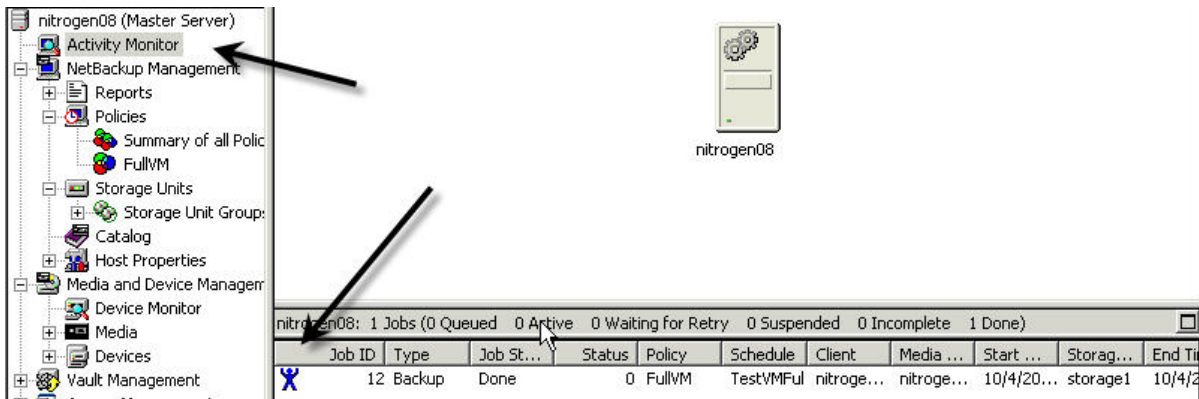 nitrogen08 (Master Server)
Activity Monitor
NetBackup Management
Reports
Policies
Summary of all Polic
FullVM
Storage Units
Storage Unit Group:
Catalog
Host Properties
Media and Device Managem
Device Monitor
Media
Devices
Vault Management
nitrogen08
nitrogen08: 1 Jobs (0 Queued 0 Active 0 Waiting for Retry 0 Suspended 0 Incomplete 1 Done)
Job ID Type Job St... Status Policy Schedule Client Media ... Start ... Storag... End Ti
12 Backup Done 0 FullVM TestVMFul nitroge... nitroge... 10/4/20... storage1 10/4/2